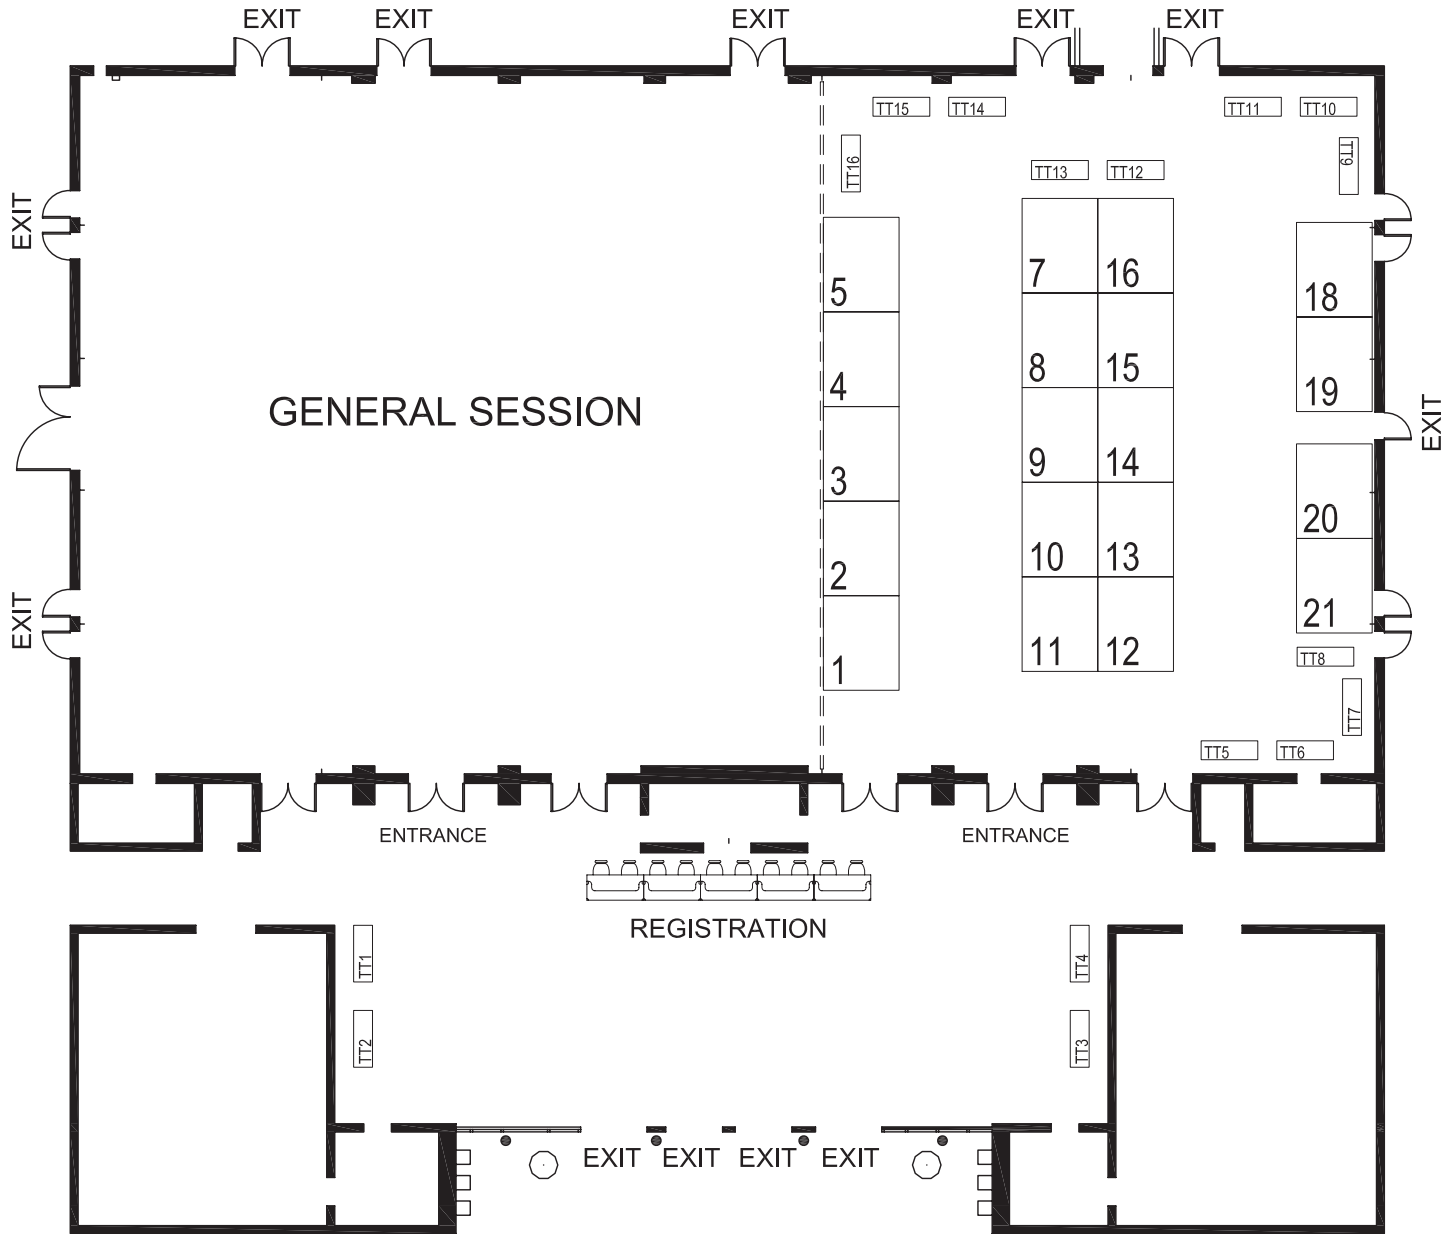 EXIT
EXIT
EXIT
EXIT
EXIT
TT15
TT14
TT11
TT10
TT16
TT13
TT12
TT9
EXIT
5
7
16
18
4
8
15
19
GENERAL SESSION
EXIT
3
9
14
20
2
10
13
21
EXIT
1
11
12
TT8
TT7
TT5
TT6
ENTRANCE
ENTRANCE
REGISTRATION
TT1
TT4
TT2
TT3
EXIT
EXIT
EXIT
EXIT